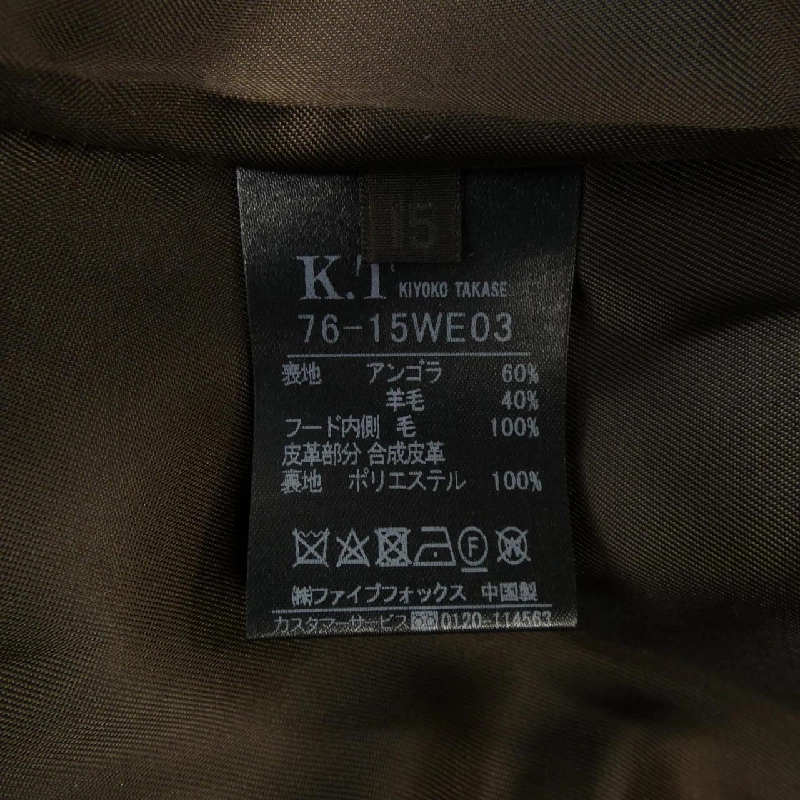 15
K.T KIYOKO TAKASE
76-15WE03
表地 アンゴラ 60%
羊毛 40%
フード内側 毛 100%
皮革部分 合成皮革
裏地 ポリエステル 100%
F W
㈱ファイブフォックス 中国製
カスタマーサービス 0120-114563